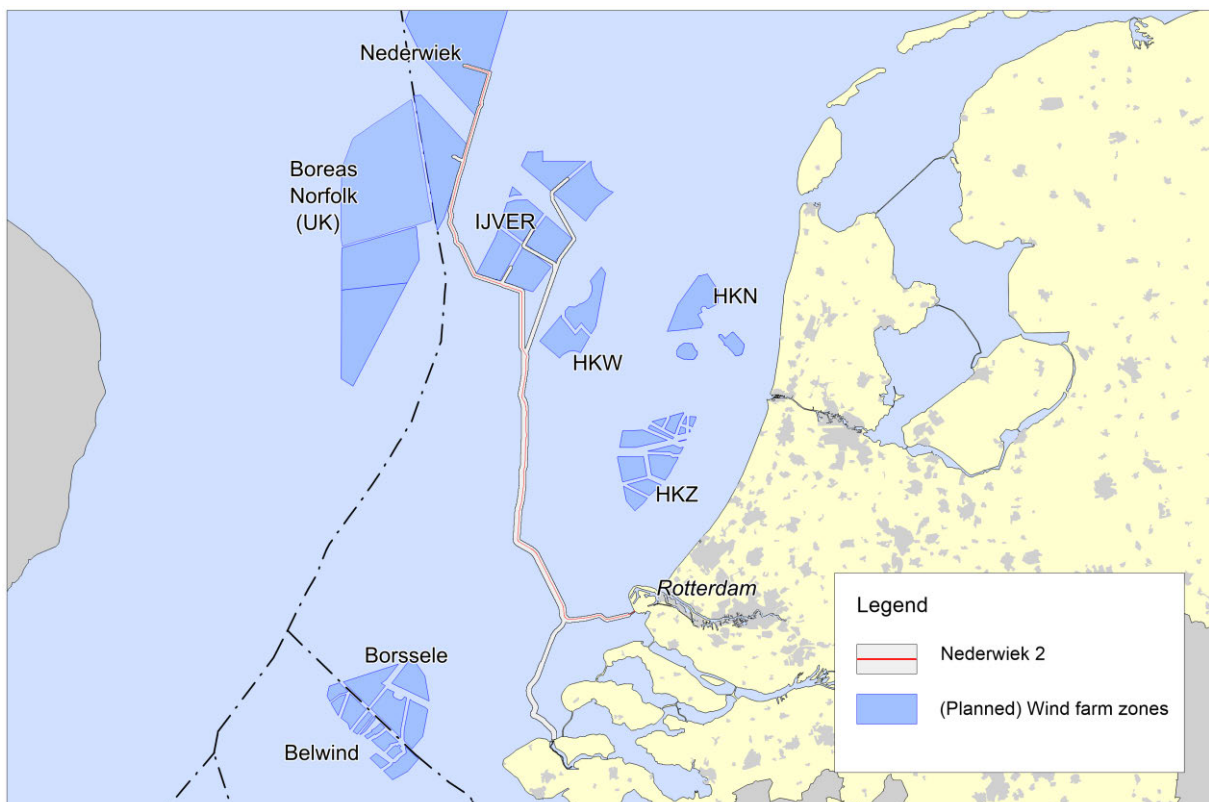 Nederwiek
Boreas
Norfolk
(UK)
IJVER
HKN
HKW
HKZ
Rotterdam
Legend
Nederwiek 2
(Planned) Wind farm zones
Borssele
Belwind